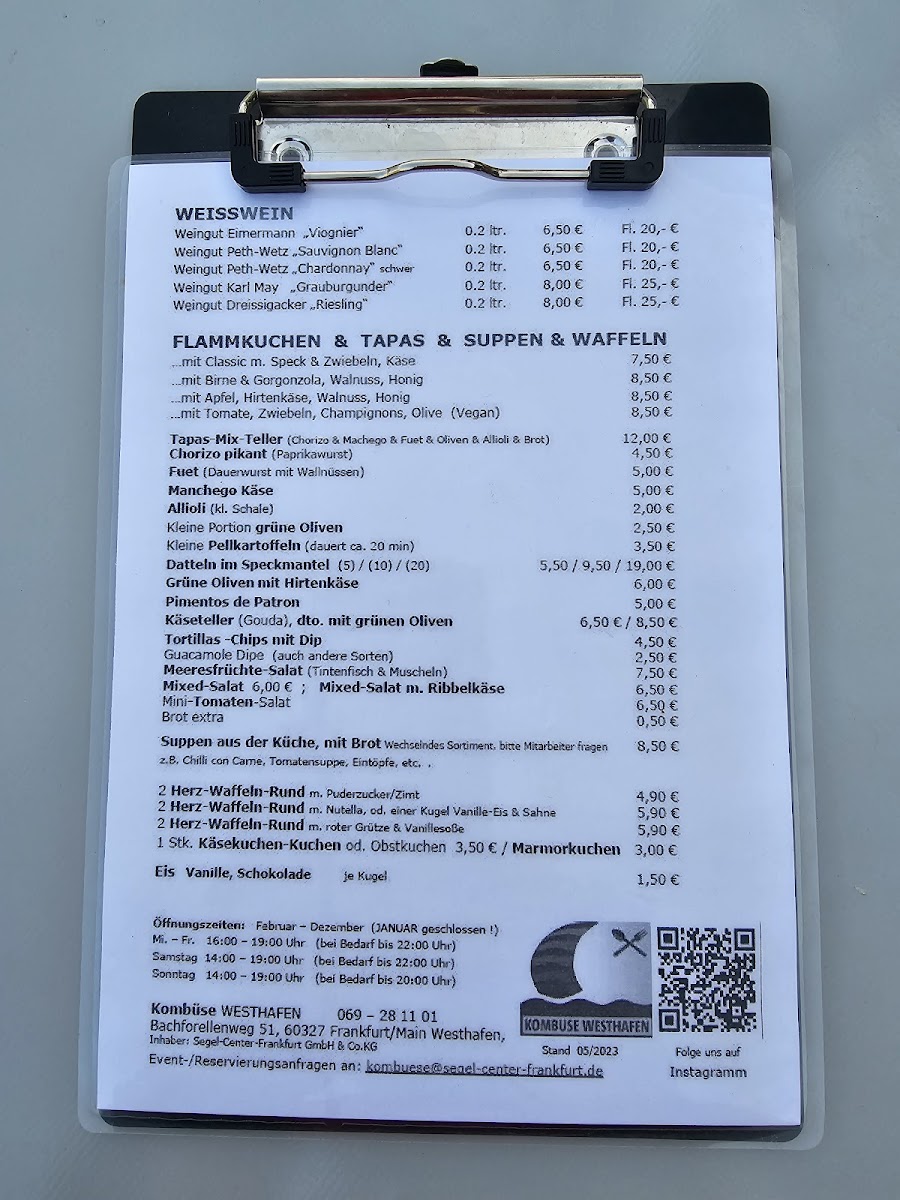 WEISSWEIN
Weingut Eimermann „Viognier“ 0.2 ltr. 6,50 € Fl. 20,- €
Weingut Peth-Wetz „Sauvignon Blanc“ 0.2 ltr. 6,50 € Fl. 20,- €
Weingut Peth-Wetz „Chardonnay“ schwer 0.2 ltr. 6,50 € Fl. 20,- €
Weingut Karl May „Grauburgunder“ 0.2 ltr. 8,00 € Fl. 25,- €
Weingut Dreissigacker „Riesling“ 0.2 ltr. 8,00 € Fl. 25,- €
FLAMMKUCHEN & TAPAS & SUPPEN & WAFFELN
...mit Classic m. Speck & Zwiebeln, Käse 7,50 €
...mit Birne & Gorgonzola, Walnuss, Honig 8,50 €
...mit Apfel, Hirtenkäse, Walnuss, Honig 8,50 €
...mit Tomate, Zwiebeln, Champignons, Olive (Vegan) 8,50 €
Tapas-Mix-Teller (Chorizo & Machego & Fuet & Oliven & Allioli & Brot) 12,00 €
Chorizo pikant (Paprikawurst) 4,50 €
Fuet (Dauerwurst mit Wallnüssen) 5,00 €
Manchego Käse 5,00 €
Allioli (kl. Schale) 2,00 €
Kleine Portion grüne Oliven 2,50 €
Kleine Pellkartoffeln (dauert ca. 20 min) 3,50 €
Datteln im Speckmantel (5) / (10) / (20) 5,50 / 9,50 / 19,00 €
Grüne Oliven mit Hirtenkäse 6,00 €
Pimentos de Patron 5,00 €
Käseteller (Gouda), dto. mit grünen Oliven 6,50 € / 8,50 €
Tortillas -Chips mit Dip 4,50 €
Guacamole Dipe (auch andere Sorten) 2,50 €
Meeresfrüchte-Salat (Tintenfisch & Muscheln) 7,50 €
Mixed-Salat 6,00 € ; Mixed-Salat m. Ribbelkäse 6,50 €
Mini-Tomaten-Salat 6,50 €
Brot extra 0,50 €
Suppen aus der Küche, mit Brot Wechselndes Sortiment, bitte Mitarbeiter fragen 8,50 €
z.B. Chilli con Carne, Tomatensuppe, Eintöpfe, etc. .
2 Herz-Waffeln-Rund m. Puderzucker/Zimt 4,90 €
2 Herz-Waffeln-Rund m. Nutella, od. einer Kugel Vanille-Eis & Sahne 5,90 €
2 Herz-Waffeln-Rund m. roter Grütze & Vanillesoße 5,90 €
1 Stk. Käsekuchen-Kuchen od. Obstkuchen 3,50 € / Marmorkuchen 3,00 €
Eis Vanille, Schokolade je Kugel 1,50 €
Öffnungszeiten: Februar – Dezember (JANUAR geschlossen !)
Mi. – Fr. 16:00 – 19:00 Uhr (bei Bedarf bis 22:00 Uhr)
Samstag 14:00 – 19:00 Uhr (bei Bedarf bis 22:00 Uhr)
Sonntag 14:00 – 19:00 Uhr (bei Bedarf bis 20:00 Uhr)
Kombüse WESTHAFEN 069 – 28 11 01
Bachforellenweg 51, 60327 Frankfurt/Main Westhafen,
Inhaber: Segel-Center-Frankfurt GmbH & Co.KG
Event-/Reservierungsanfragen an: kombuese@segel-center-frankfurt.de
KOMBÜSE WESTHAFEN
Stand 05/2023
Folge uns auf
Instagramm